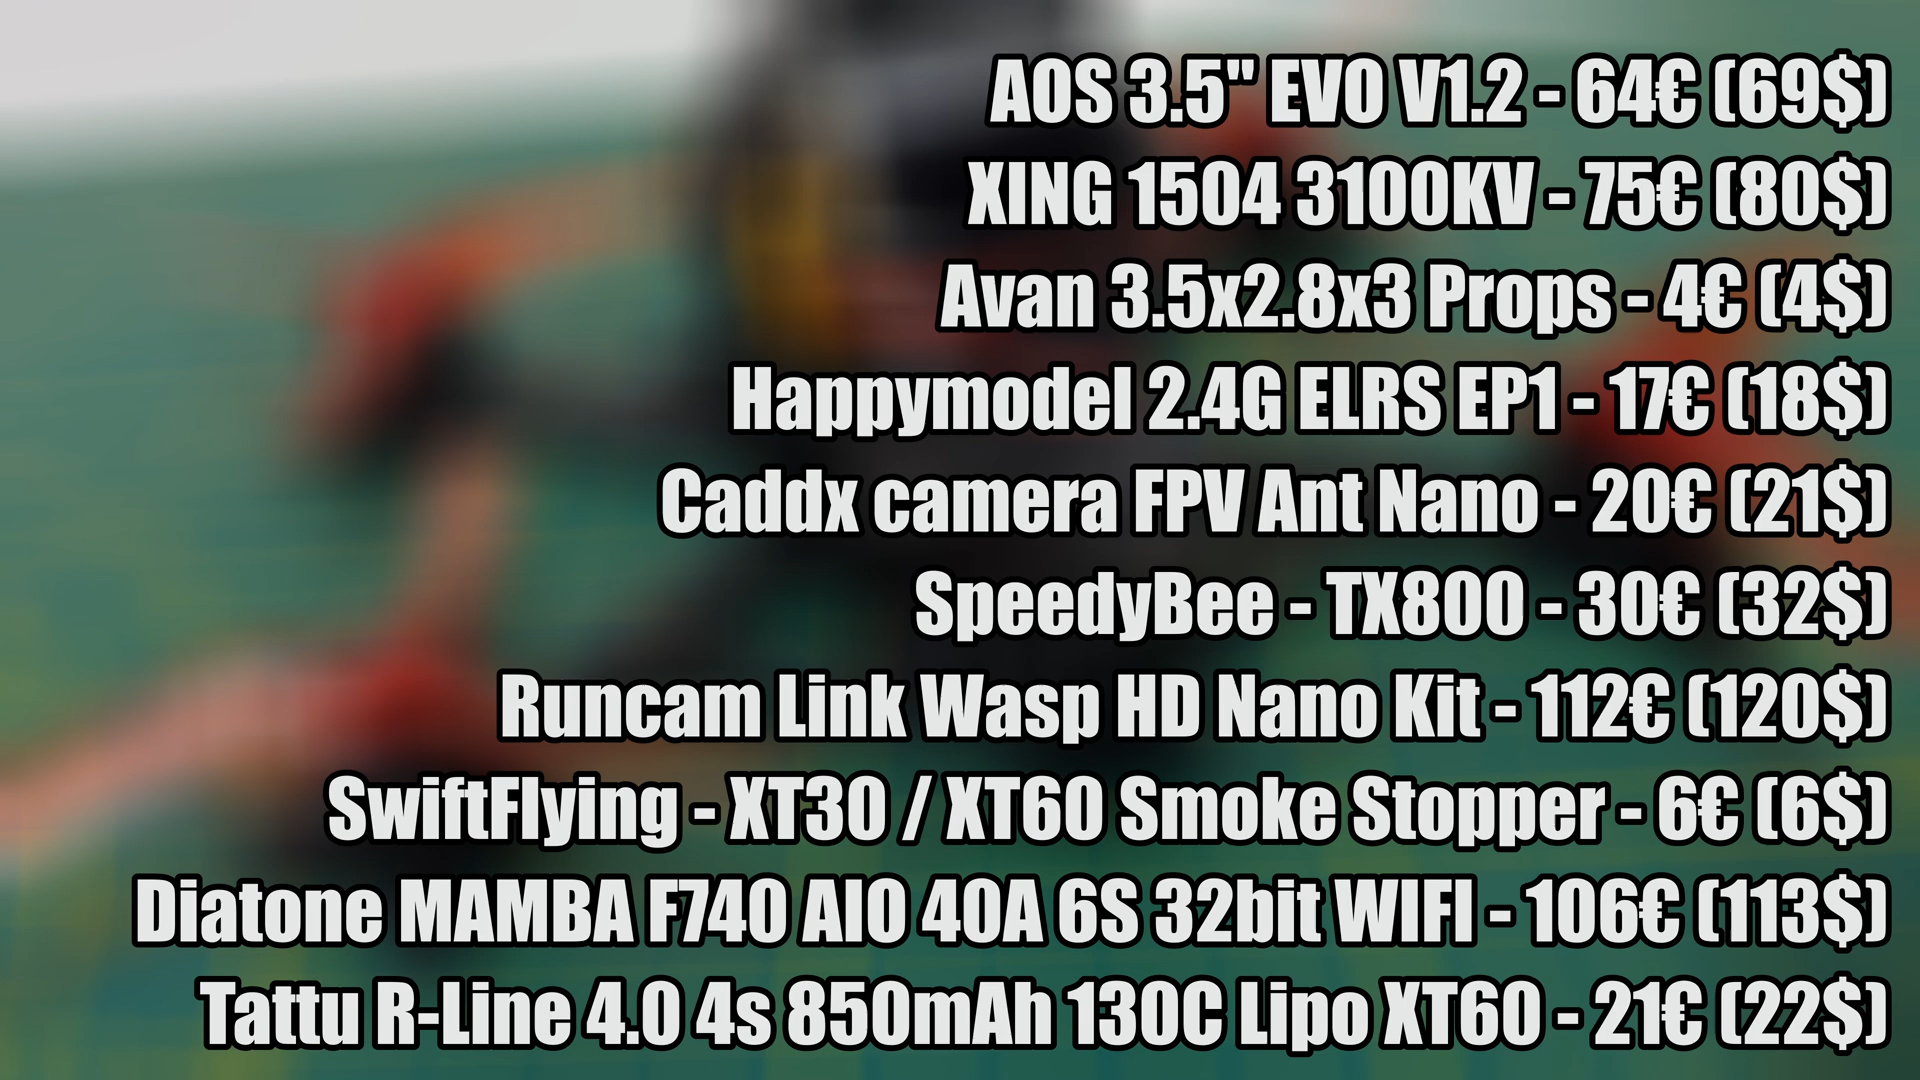 AOS 3.5" EVO V1.2 - 64€ (69$)
XING 1504 3100KV - 75€ (80$)
Avan 3.5x2.8x3 Props - 4€ (4$)
Happymodel 2.4G ELRS EP1 - 17€ (18$)
Caddx camera FPV Ant Nano - 20€ (21$)
SpeedyBee - TX800 - 30€ (32$)
Runcam Link Wasp HD Nano Kit - 112€ (120$)
SwiftFlying - XT30 / XT60 Smoke Stopper - 6€ (6$)
Diatone MAMBA F740 AIO 40A 6S 32bit WIFI - 106€ (113$)
Tattu R-Line 4.0 4s 850mAh 130C Lipo XT60 - 21€ (22$)